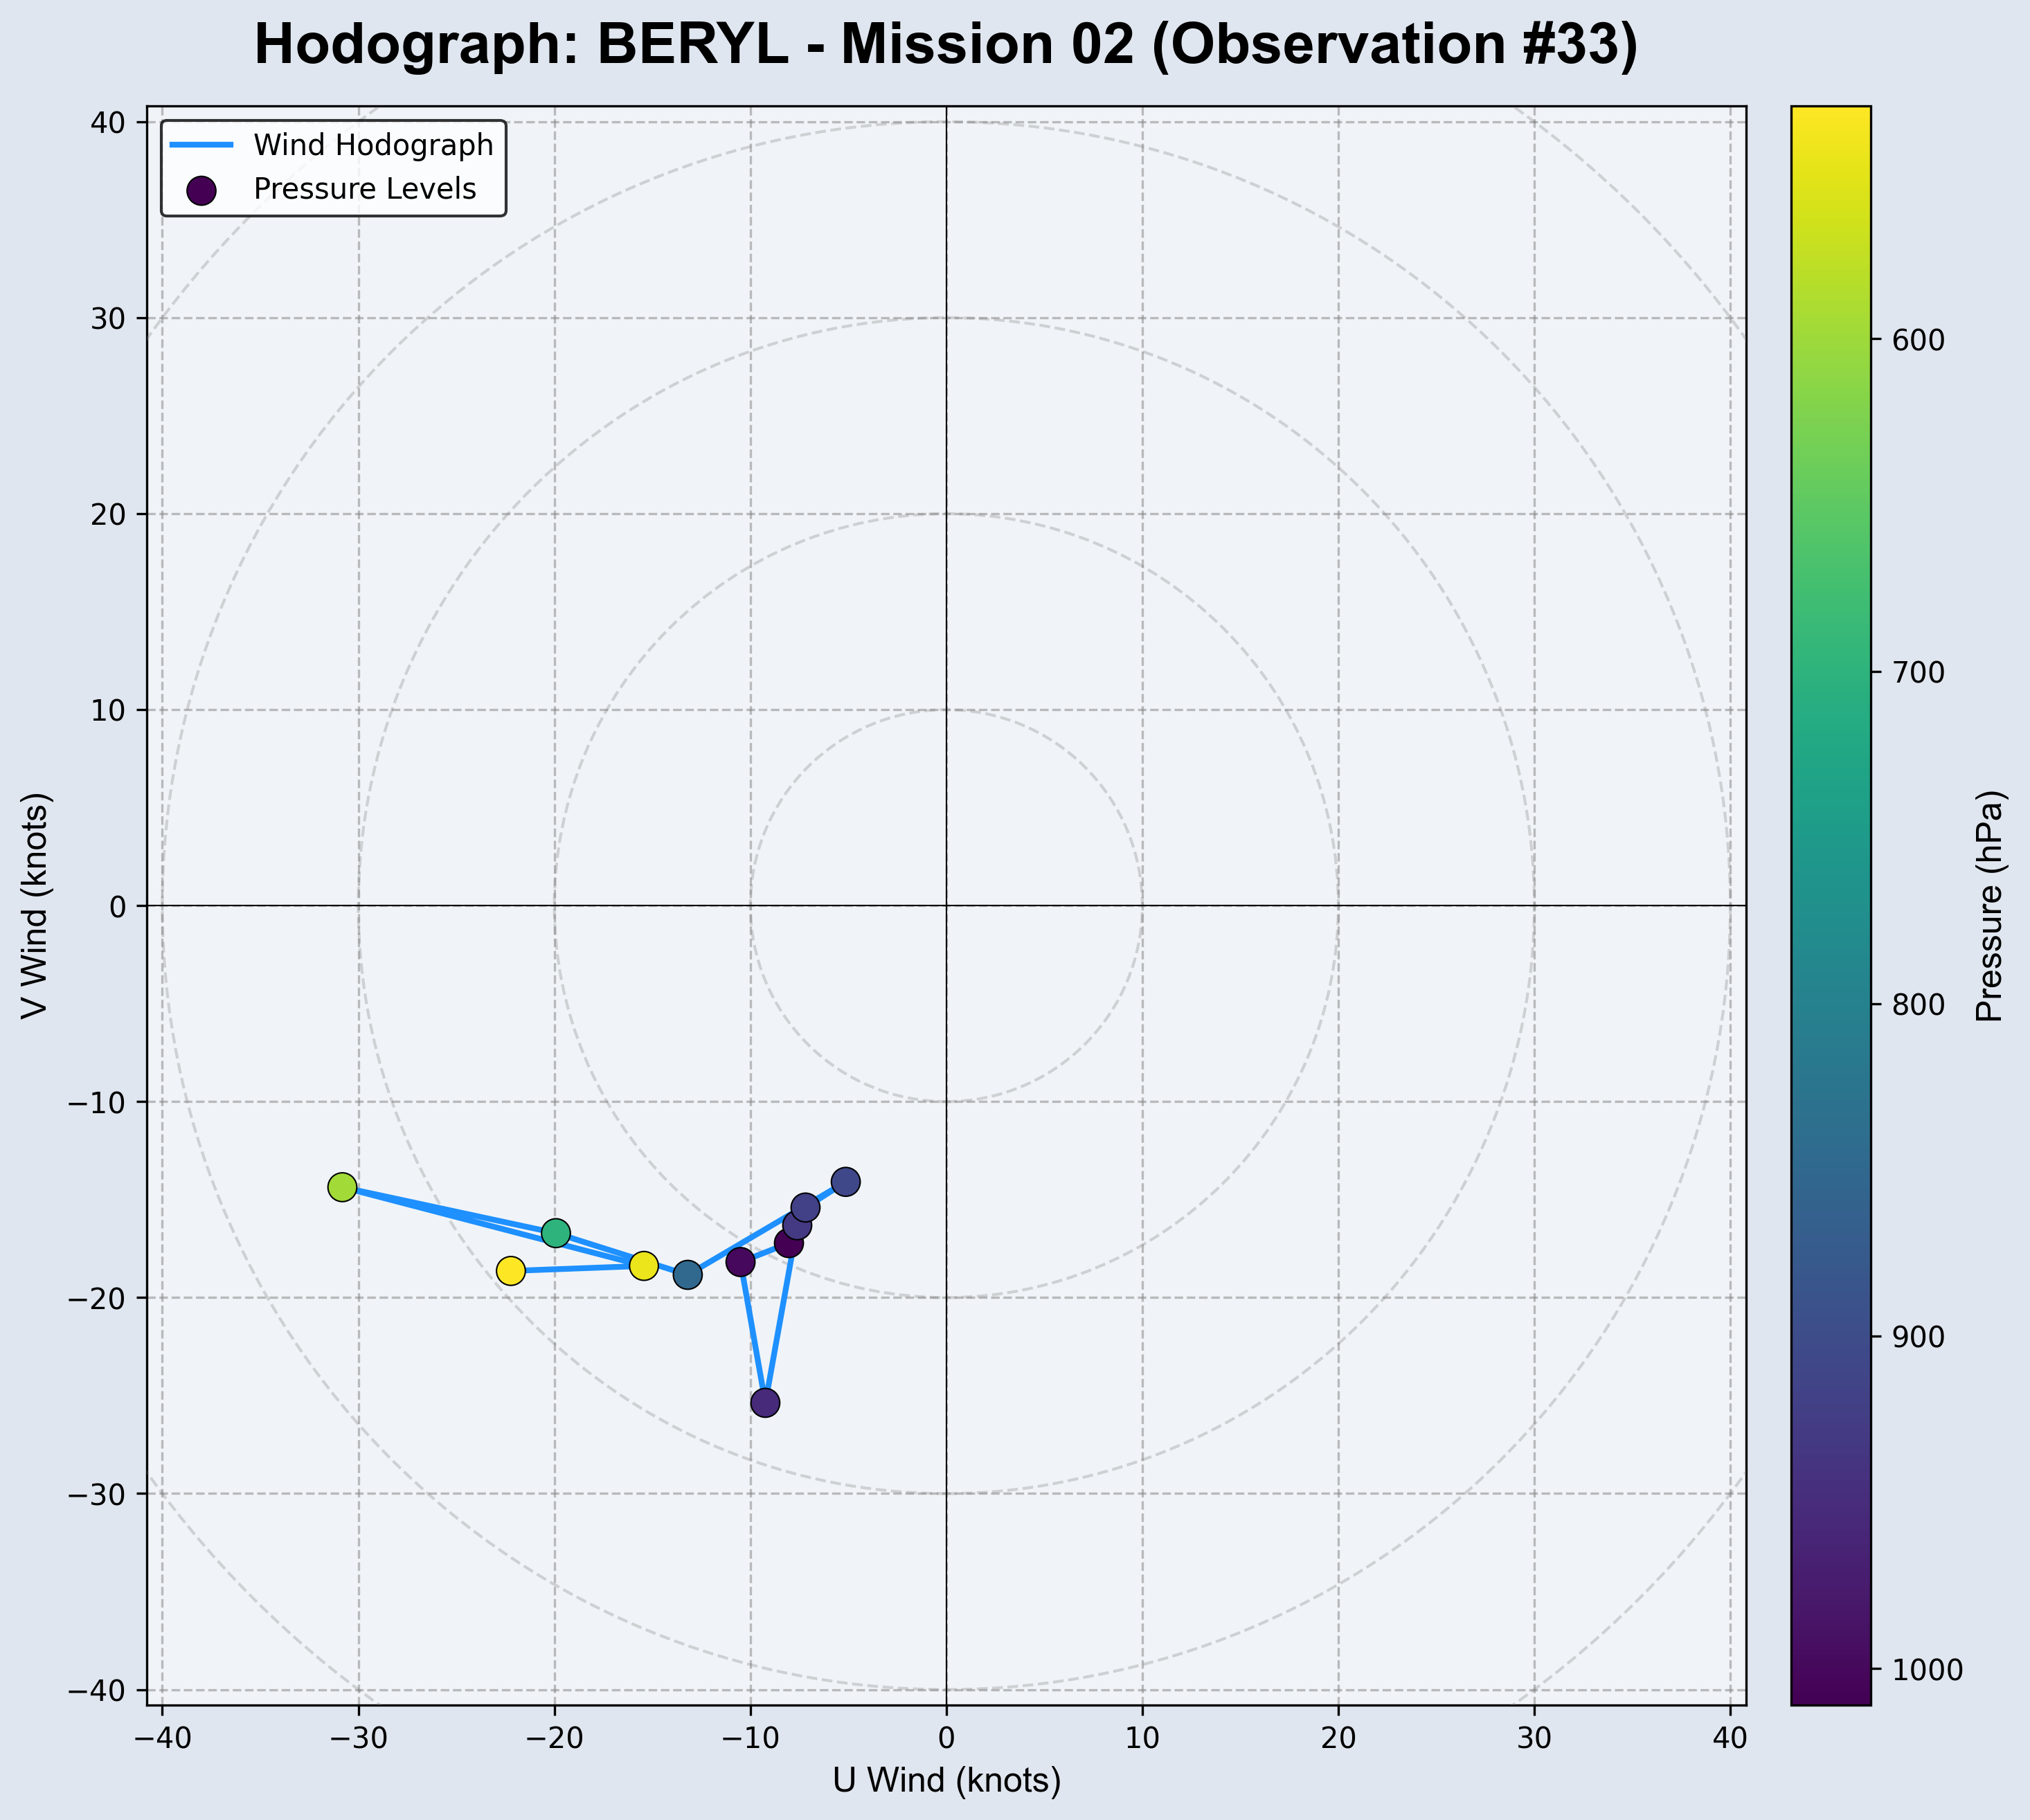 Hodograph: BERYL - Mission 02 (Observation #33)
Wind Hodograph
Pressure Levels
40
30
20
10
0
−10
−20
−30
−40
V Wind (knots)
−40 −30 −20 −10 0 10 20 30 40
U Wind (knots)
600
700
800
900
1000
Pressure (hPa)